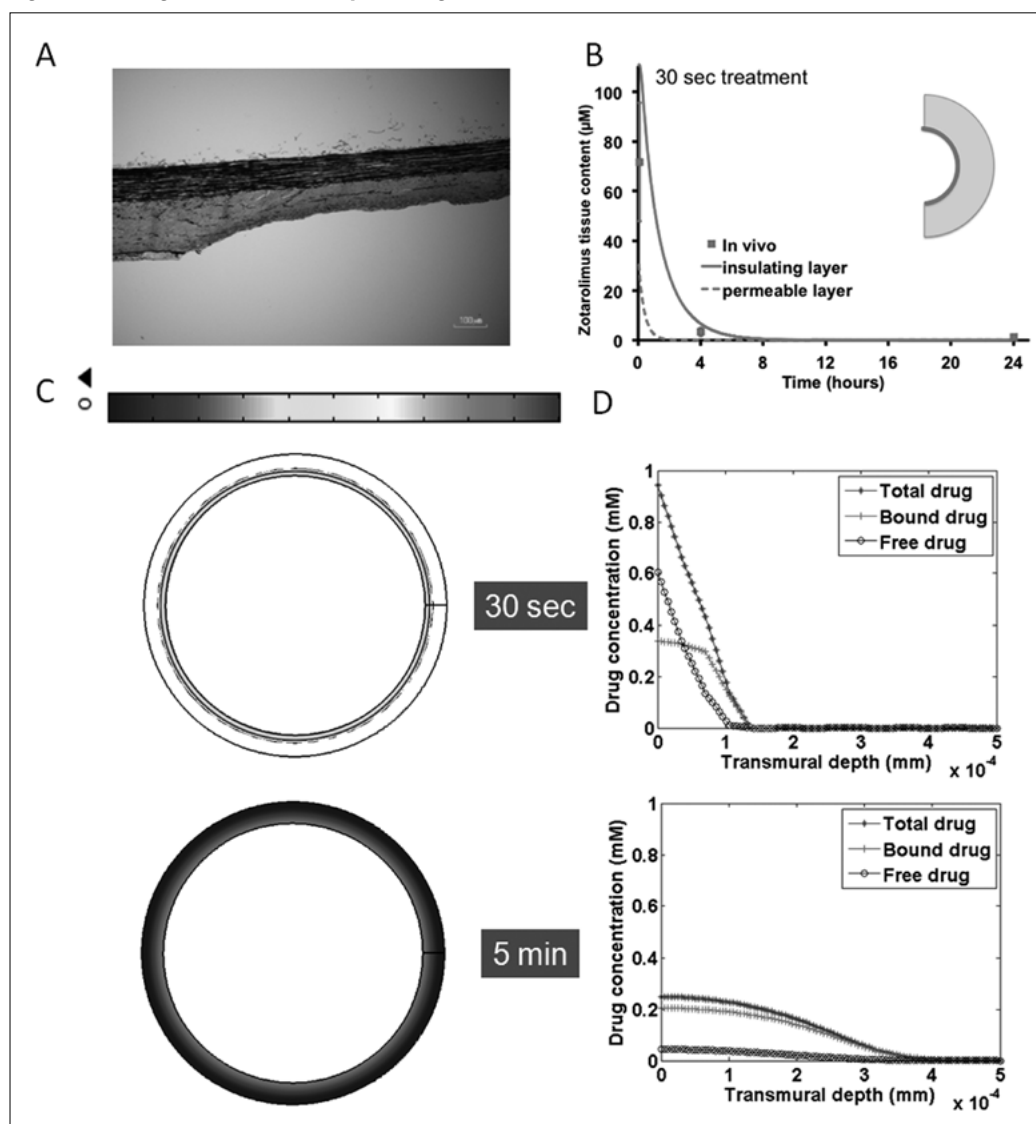 A
100um
B
30 sec treatment
Zotarolimus tissue content (µM)
100
80
60
40
20
0
In vivo
insulating layer
permeable layer
0 4 8 12 16 20 24
Time (hours)
C
30 sec
5 min
D
Drug concentration (mM)
1
0.8
0.6
0.4
0.2
0
Total drug
Bound drug
Free drug
0 1 2 3 4 5
Transmural depth (mm) x 10-4
Drug concentration (mM)
1
0.8
0.6
0.4
0.2
0
Total drug
Bound drug
Free drug
0 1 2 3 4 5
Transmural depth (mm) x 10-4